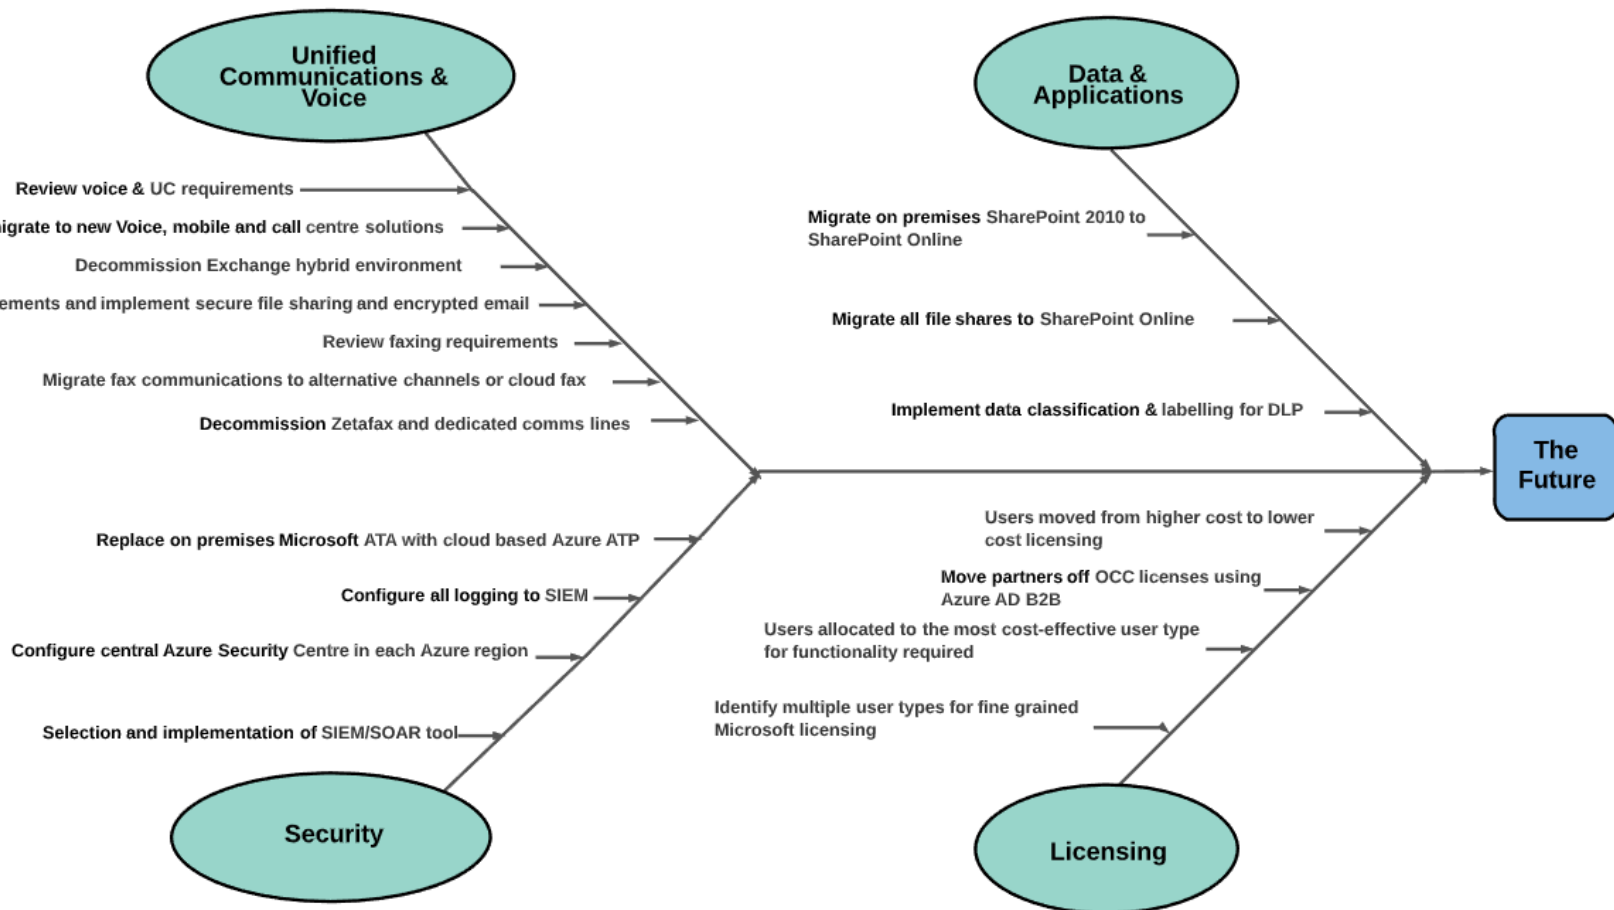 Unified
Communications &
Voice
Review voice & UC requirements
to new Voice, mobile and call centre solutions
Decommission Exchange hybrid environment
and implement secure file sharing and encrypted email
Review faxing requirements
Migrate fax communications to alternative channels or cloud fax
Decommission Zetafax and dedicated comms lines
Data &
Applications
Migrate on premises SharePoint 2010 to
SharePoint Online
Migrate all file shares to SharePoint Online
Implement data classification & labelling for DLP
The
Future
Replace on premises Microsoft ATA with cloud based Azure ATP
Configure all logging to SIEM
Configure central Azure Security Centre in each Azure region
Selection and implementation of SIEM/SOAR tool
Security
Users moved from higher cost to lower
cost licensing
Move partners off OCC licenses using
Azure AD B2B
Users allocated to the most cost-effective user type
for functionality required
Identify multiple user types for fine grained
Microsoft licensing
Licensing